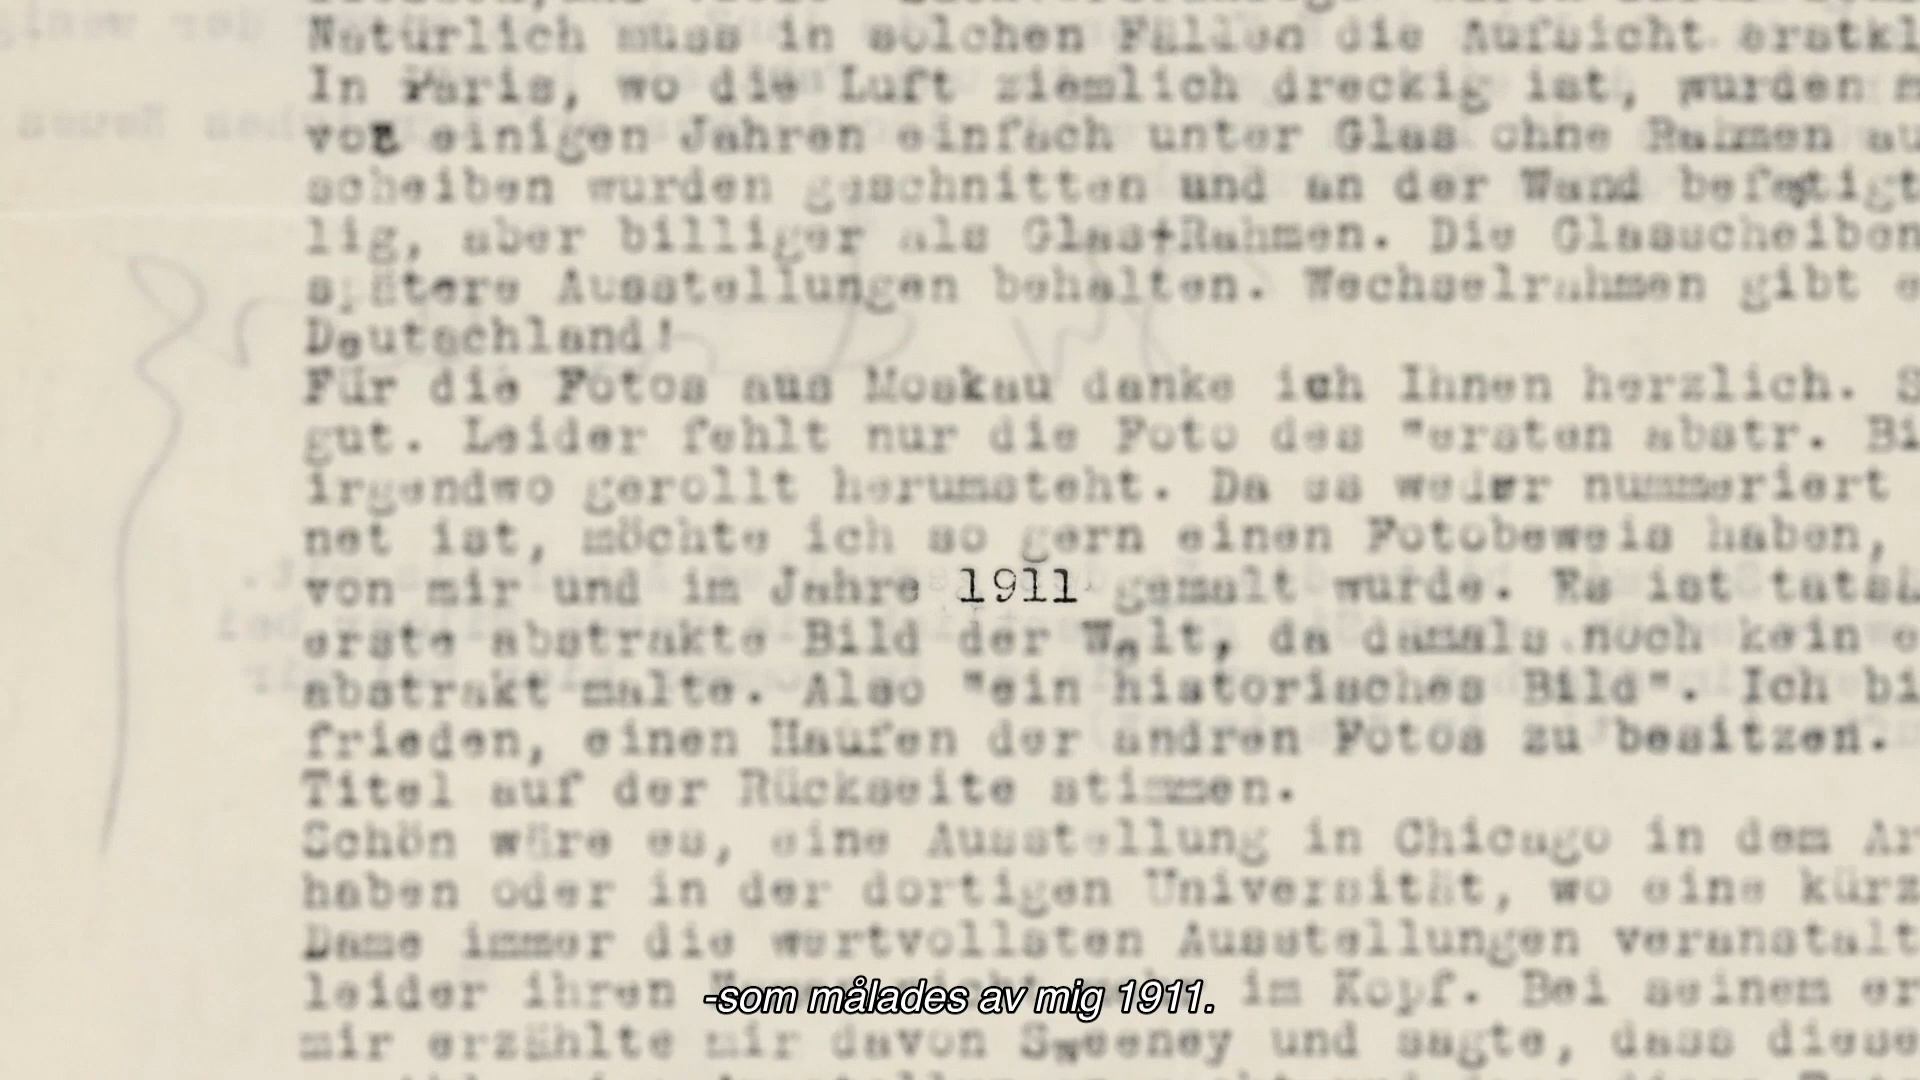 Natürlich muss in solchen Fällen die Aufsicht erstkl
In Paris, wo die Luft ziemlich dreckig ist, wurden m
vor einigen Jahren einfach unter Glas ohne Rahmen au
scheiben wurden geschnitten und an der Wand befestigt
lig, aber billiger als Glas+Rahmen. Die Glasscheiben
spätere Ausstellungen behalten. Wechselrahmen gibt e
Deutschland!
Für die Fotos aus Moskau danke ich Ihnen herzlich. S
gut. Leider fehlt nur die Foto des "ersten abstr. Bi
irgendwo gerollt herumsteht. Da es weder nummeriert
net ist, möchte ich so gern einen Fotobeweis haben,
von mir und im Jahre 1911 gemalt wurde. Es ist tatsä
erste abstrakte Bild der Welt, da damals noch kein e
abstrakt malte. Also "ein historisches Bild". Ich bi
frieden, einen Haufen der andren Fotos zu besitzen.
Titel auf der Rückseite stimmen.
Schön wäre es, eine Ausstellung in Chicago in dem Ar
haben oder in der dortigen Universität, wo eine kürz
Dame immer die wertvollsten Ausstellungen veranstalt
leider ihren im Kopf. Bei seinem er
-som målades av mig 1911.
mir erzählte mir davon Sweeney und sagte, dass diese